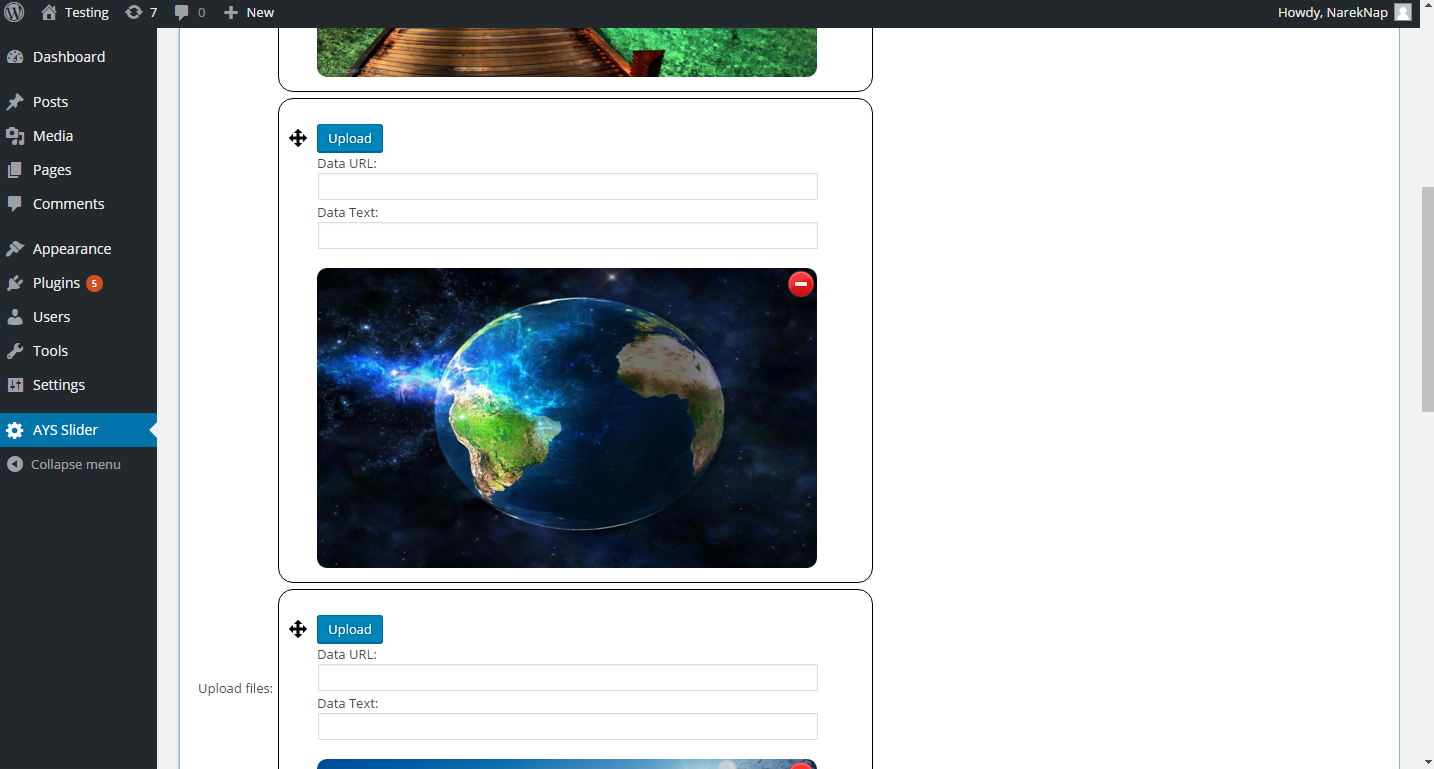 Testing
7
0
New
Howdy, NarekNap
Dashboard
Posts
Media
Pages
Comments
Appearance
Plugins 5
Users
Tools
Settings
AYS Slider
Collapse menu
Upload
Data URL:
Data Text:
Upload files:
Upload
Data URL:
Data Text: